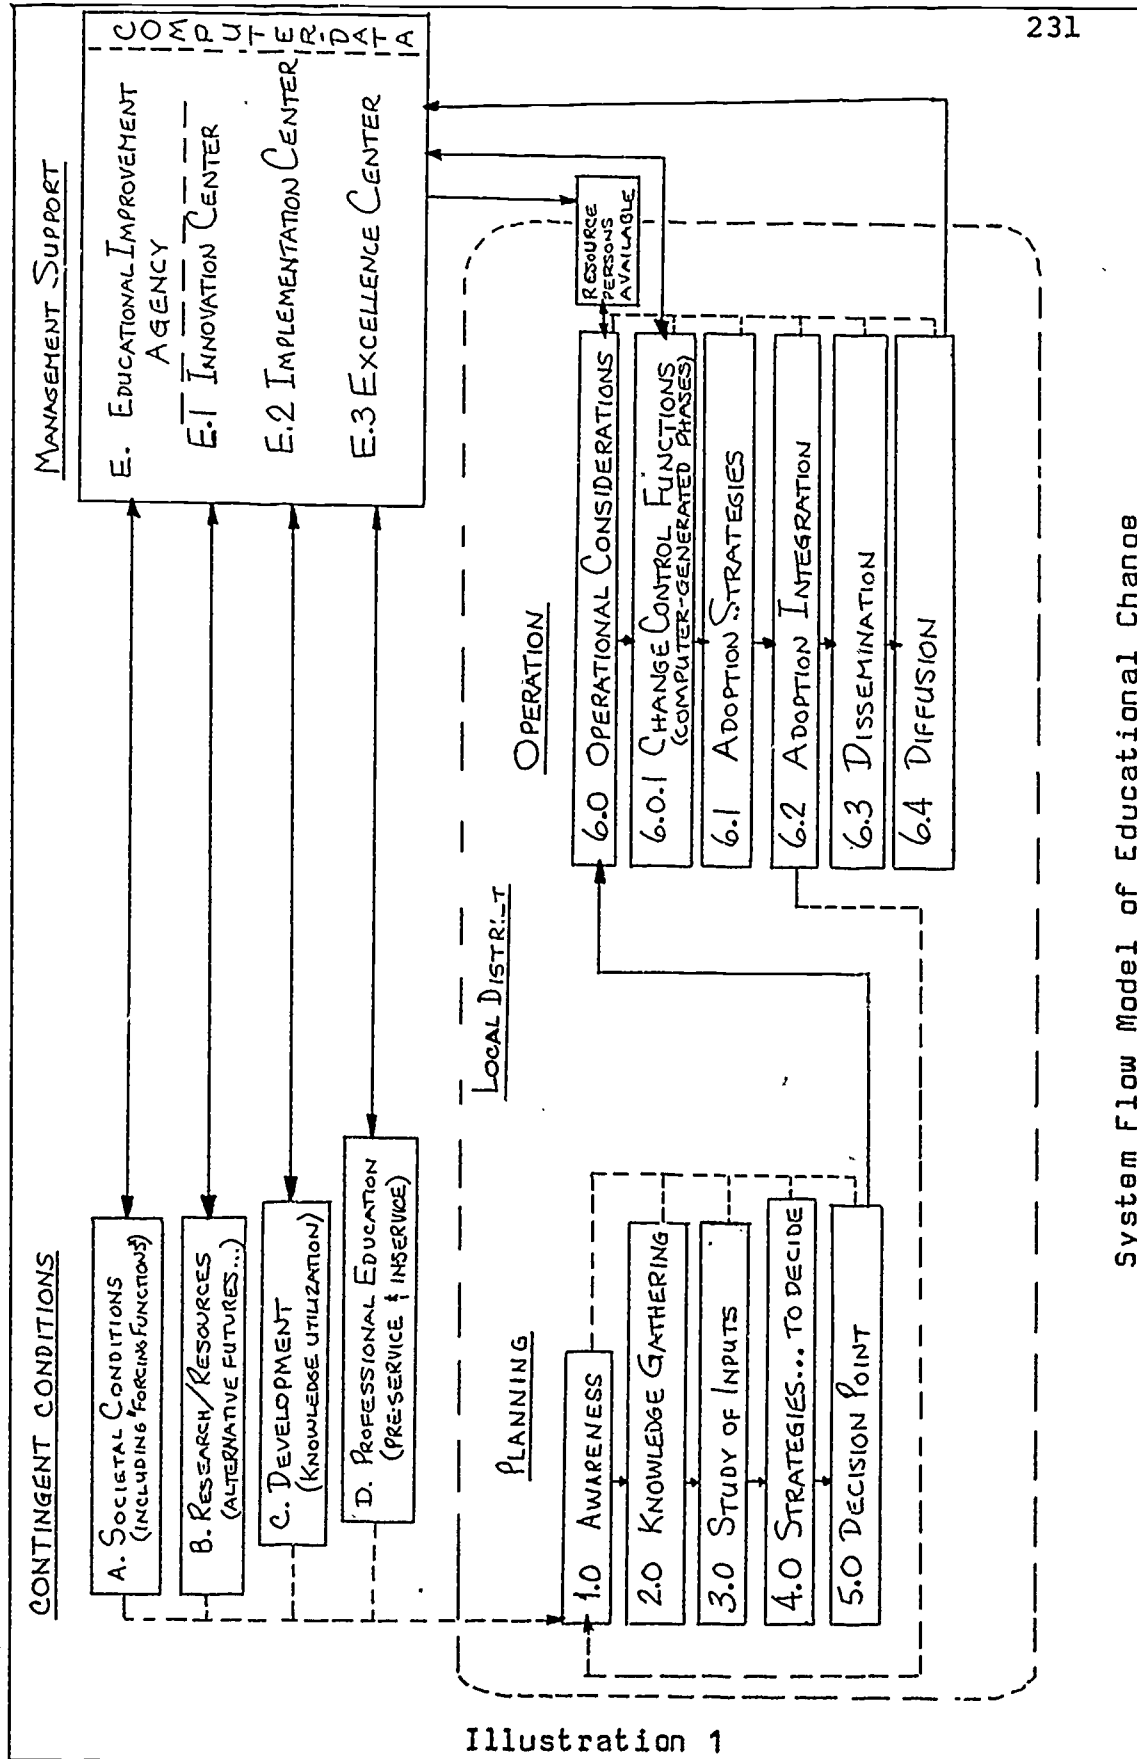 231
CONTINGENT CONDITIONS
A. SOCIETAL CONDITIONS
(INCLUDING "FORCING FUNCTIONS")
B. RESEARCH/RESOURCES
(ALTERNATIVE FUTURES...)
C. DEVELOPMENT
(KNOWLEDGE UTILIZATION)
D. PROFESSIONAL EDUCATION
(PRE-SERVICE & INSERVICE)
MANAGEMENT SUPPORT
E. EDUCATIONAL IMPROVEMENT
AGENCY
E.1 INNOVATION CENTER
E.2 IMPLEMENTATION CENTER
E.3 EXCELLENCE CENTER
COMPUTER DATA
LOCAL DISTRICT
PLANNING
1.0 AWARENESS
2.0 KNOWLEDGE GATHERING
3.0 STUDY OF INPUTS
4.0 STRATEGIES... TO DECIDE
5.0 DECISION POINT
OPERATION
6.0 OPERATIONAL CONSIDERATIONS
RESOURCE
PERSONS
AVAILABLE
6.0.1 CHANGE CONTROL FUNCTIONS
(COMPUTER-GENERATED PHASES)
6.1 ADOPTION STRATEGIES
6.2 ADOPTION INTEGRATION
6.3 DISSEMINATION
6.4 DIFFUSION
System Flow Model of Educational Change
Illustration 1